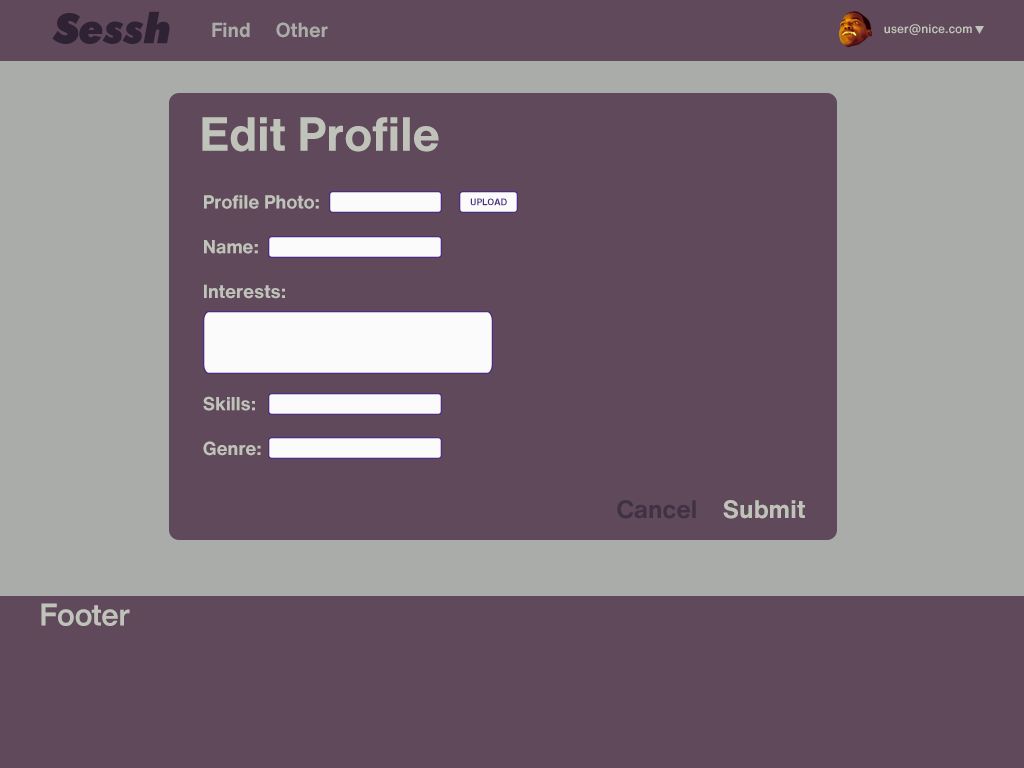 Sessh Find Other user@nice.com ▼
Edit Profile
Profile Photo: UPLOAD
Name:
Interests:
Skills:
Genre:
Cancel Submit
Footer